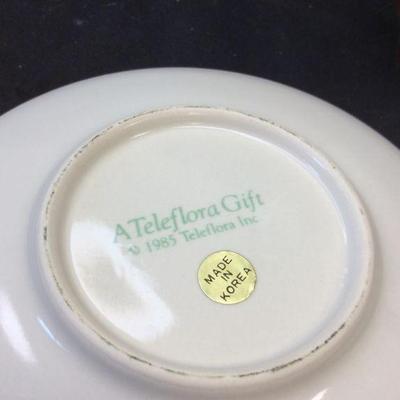 A Teleflora Gift
© 1985 Teleflora Inc
MADE
IN
KOREA